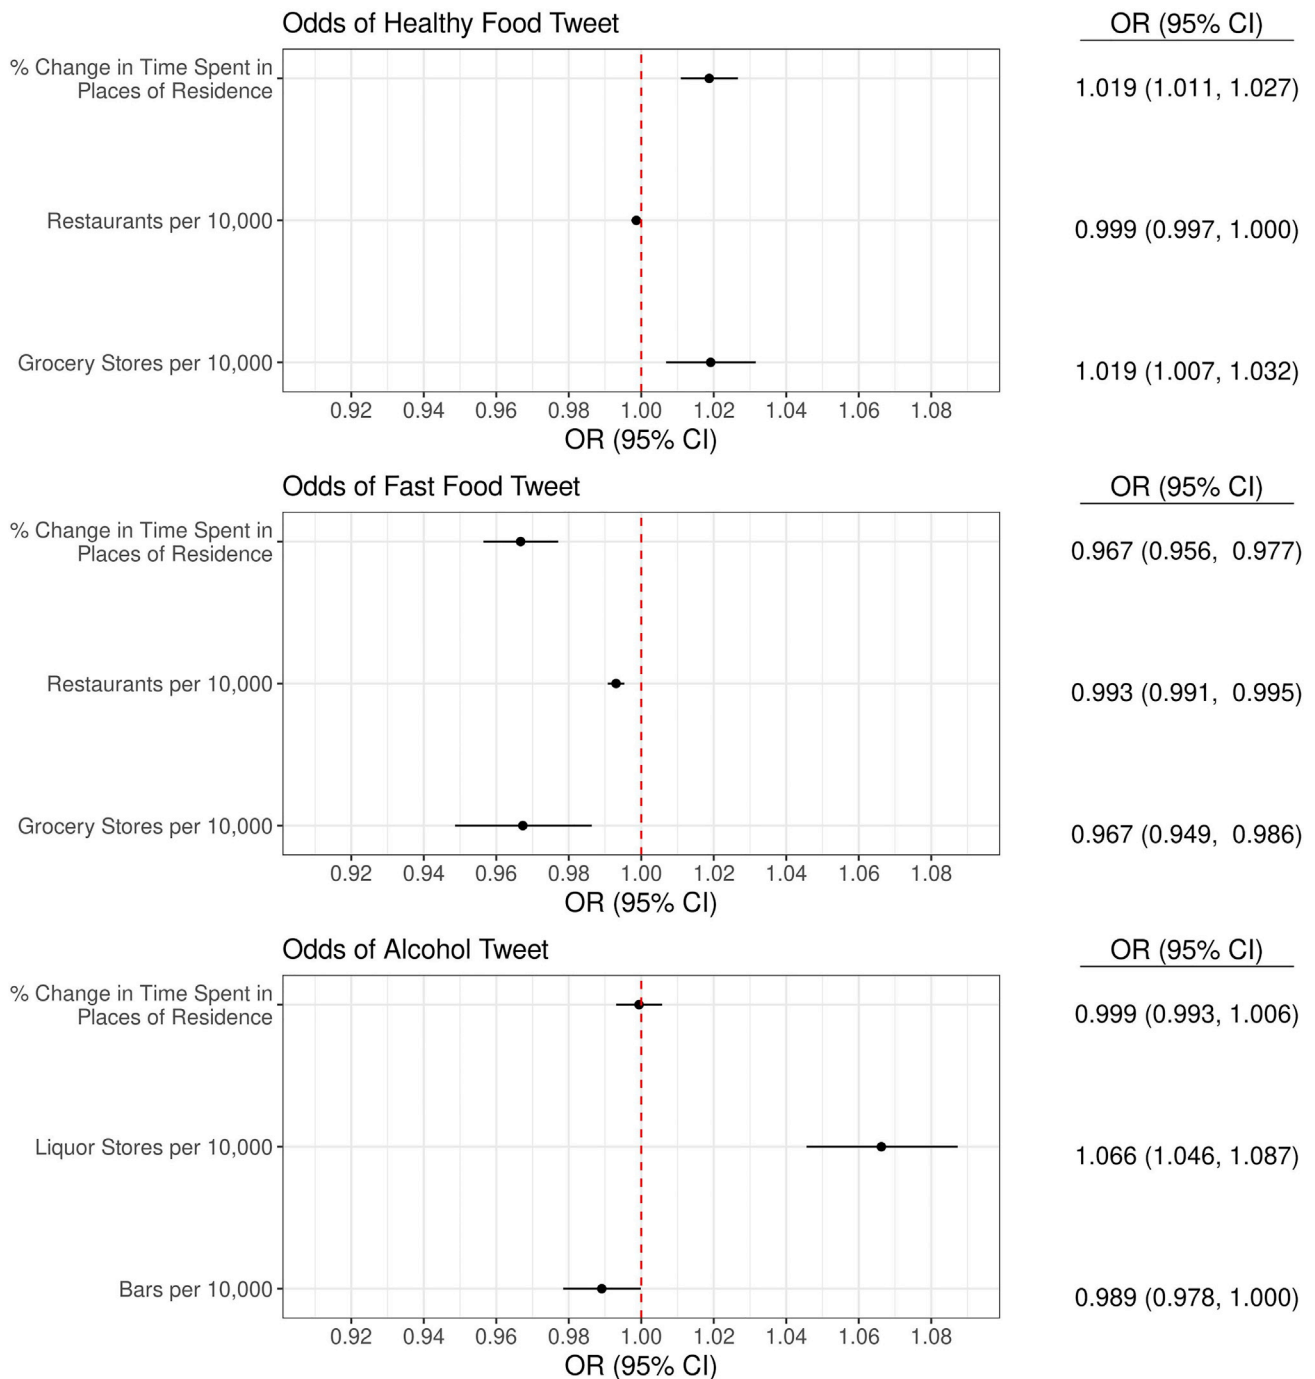 Odds of Healthy Food Tweet
OR (95% CI)
% Change in Time Spent in
Places of Residence
1.019 (1.011, 1.027)
Restaurants per 10,000
0.999 (0.997, 1.000)
Grocery Stores per 10,000
1.019 (1.007, 1.032)
0.92 0.94 0.96 0.98 1.00 1.02 1.04 1.06 1.08
OR (95% CI)
Odds of Fast Food Tweet
OR (95% CI)
% Change in Time Spent in
Places of Residence
0.967 (0.956, 0.977)
Restaurants per 10,000
0.993 (0.991, 0.995)
Grocery Stores per 10,000
0.967 (0.949, 0.986)
0.92 0.94 0.96 0.98 1.00 1.02 1.04 1.06 1.08
OR (95% CI)
Odds of Alcohol Tweet
OR (95% CI)
% Change in Time Spent in
Places of Residence
0.999 (0.993, 1.006)
Liquor Stores per 10,000
1.066 (1.046, 1.087)
Bars per 10,000
0.989 (0.978, 1.000)
0.92 0.94 0.96 0.98 1.00 1.02 1.04 1.06 1.08
OR (95% CI)